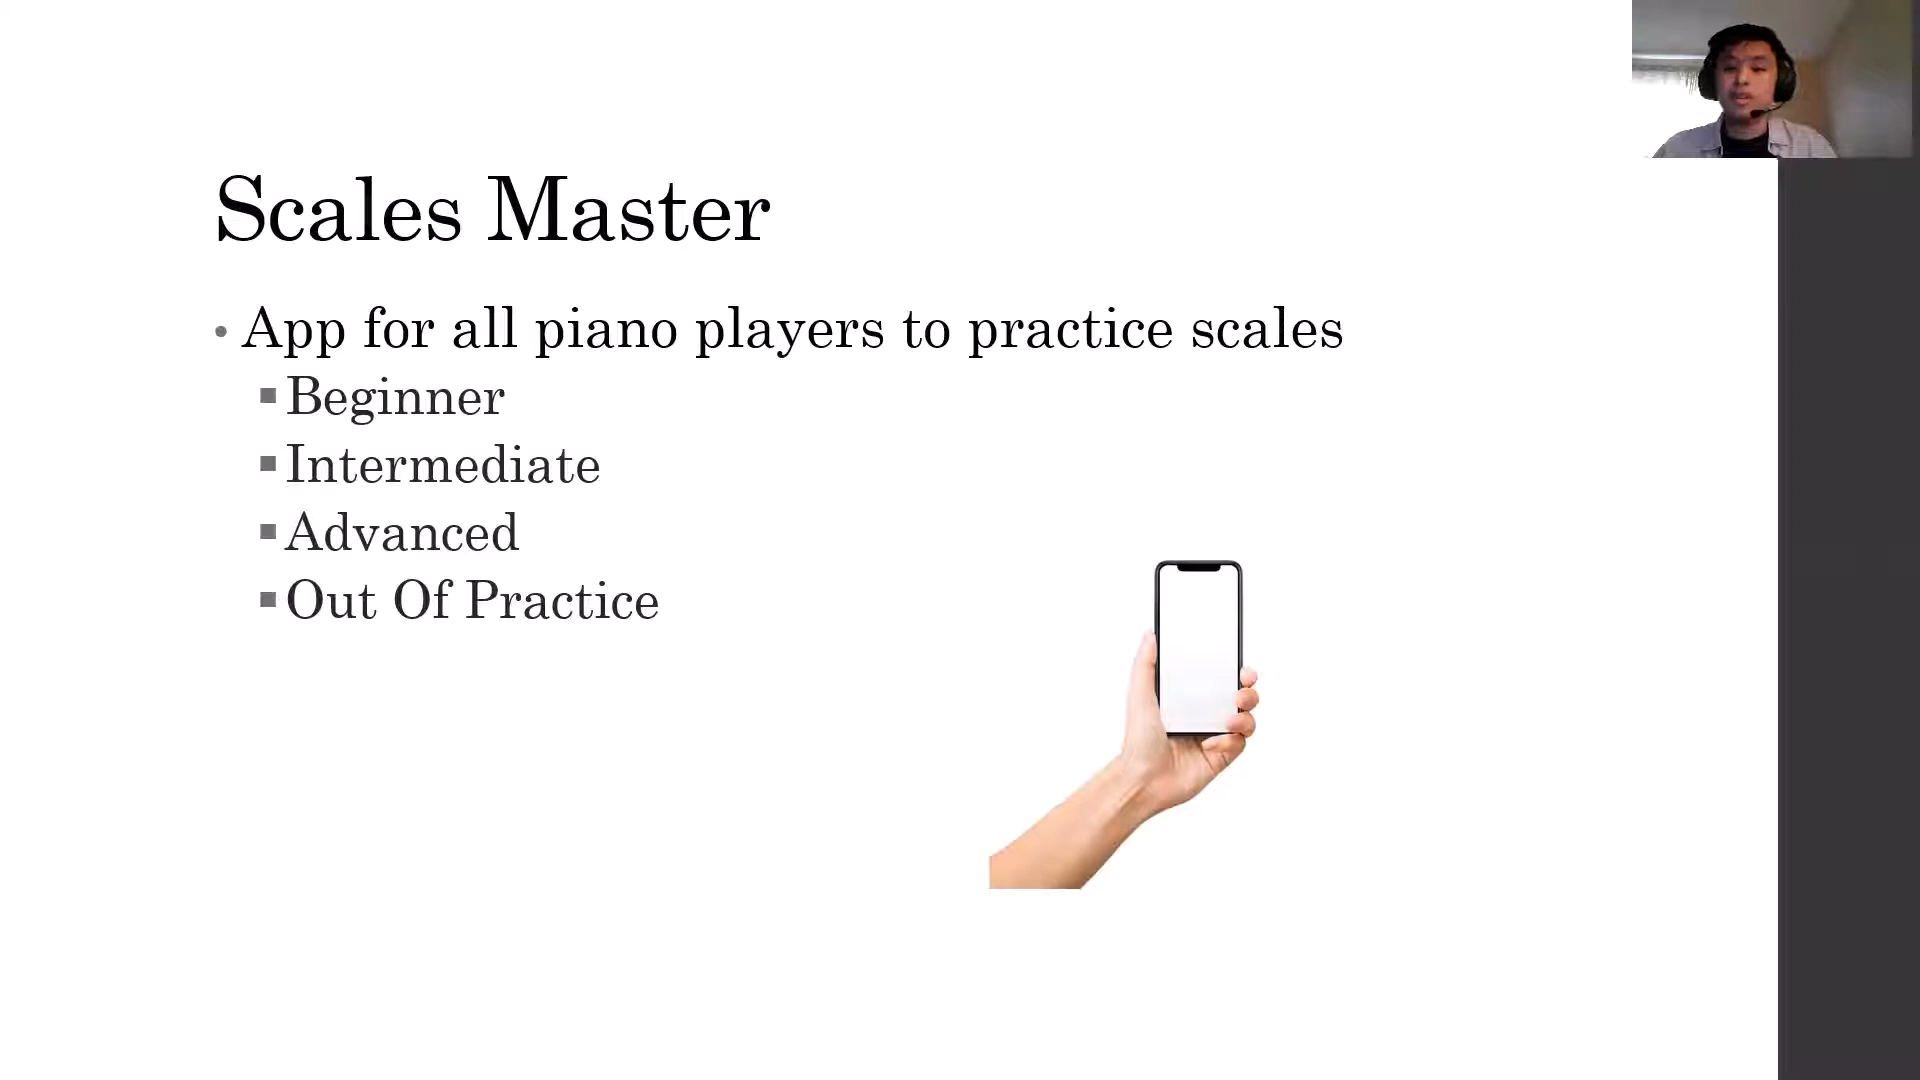 Scales Master
• App for all piano players to practice scales
▪ Beginner
▪ Intermediate
▪ Advanced
▪ Out Of Practice